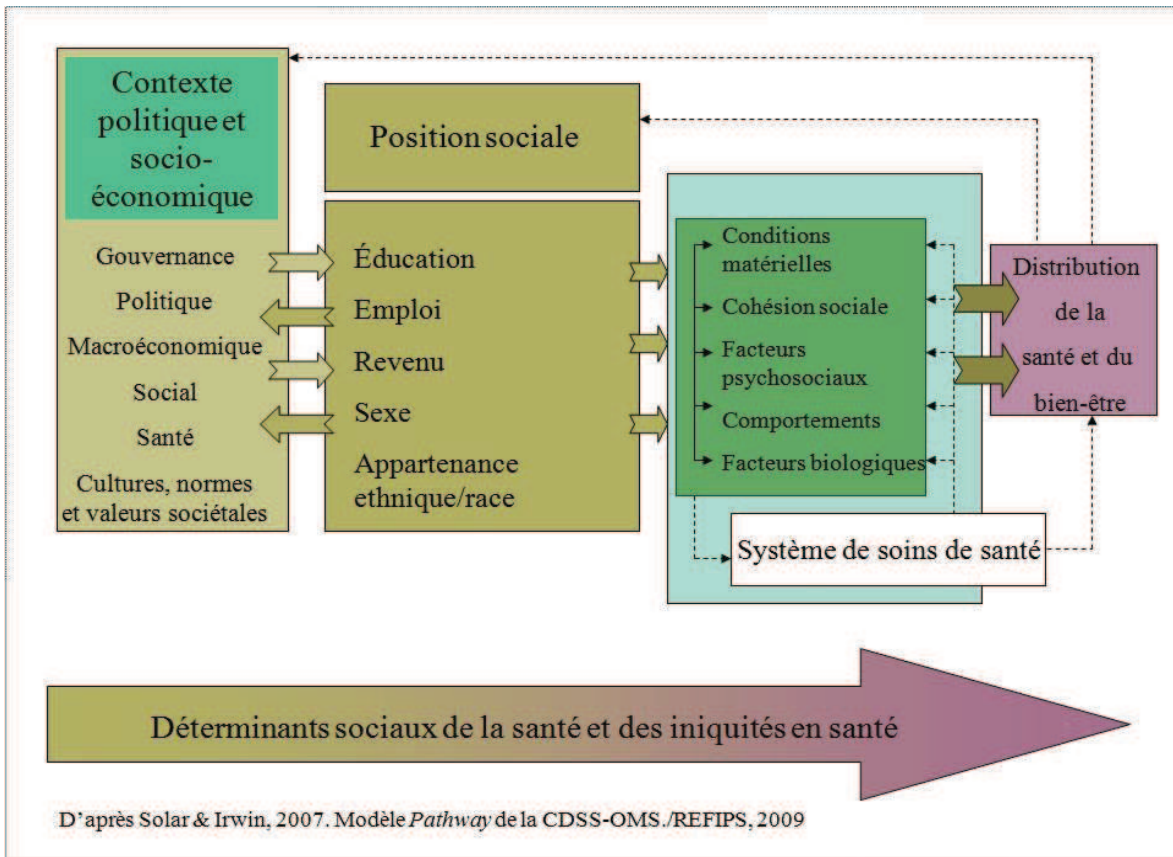 Contexte
politique et
socio-
économique
Gouvernance
Politique
Macroéconomique
Social
Santé
Cultures, normes
et valeurs sociétales
Position sociale
Éducation
Emploi
Revenu
Sexe
Appartenance
ethnique/race
Conditions
matérielles
Cohésion sociale
Facteurs
psychosociaux
Comportements
Facteurs biologiques
Système de soins de santé
Distribution
de la
santé et du
bien-être
Déterminants sociaux de la santé et des iniquités en santé
D’après Solar & Irwin, 2007. Modèle Pathway de la CDSS-OMS./REFIPS, 2009